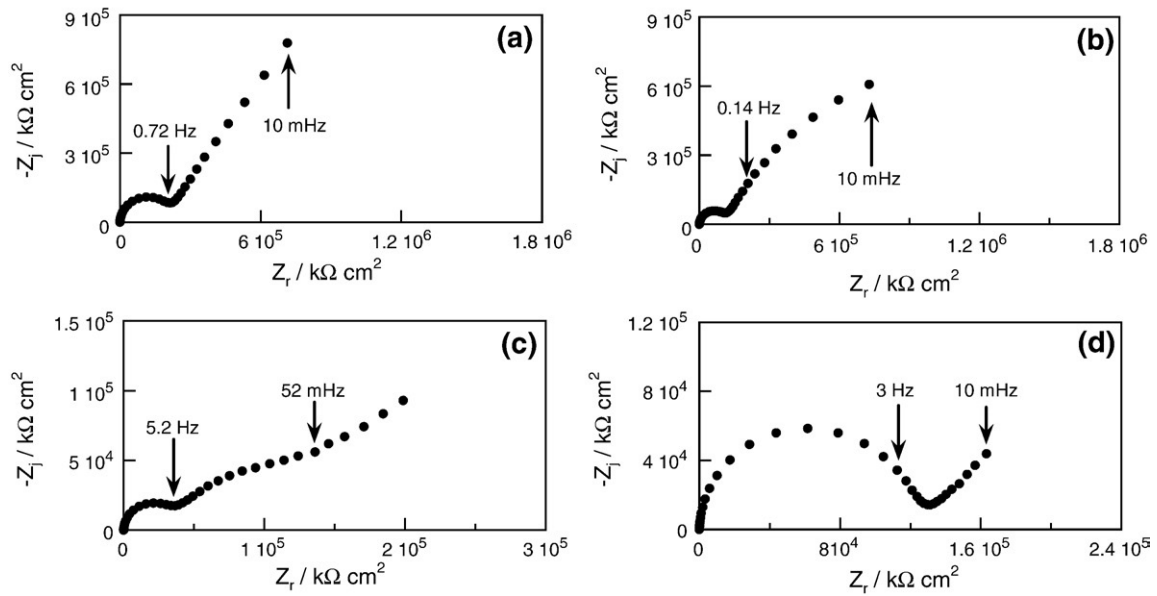 (a)
9 10⁵
6 10⁵
3 10⁵
0
-Zⱼ / kΩ cm²
0.72 Hz
10 mHz
0
6 10⁵
1.2 10⁶
1.8 10⁶
Zᵣ / kΩ cm²
(b)
9 10⁵
6 10⁵
3 10⁵
0
-Zⱼ / kΩ cm²
0.14 Hz
10 mHz
0
6 10⁵
1.2 10⁶
1.8 10⁶
Zᵣ / kΩ cm²
(c)
1.5 10⁵
1 10⁵
5 10⁴
0
-Zⱼ / kΩ cm²
5.2 Hz
52 mHz
0
1 10⁵
2 10⁵
3 10⁵
Zᵣ / kΩ cm²
(d)
1.2 10⁵
8 10⁴
4 10⁴
0
-Zⱼ / kΩ cm²
3 Hz
10 mHz
0
8 10⁴
1.6 10⁵
2.4 10⁵
Zᵣ / kΩ cm²